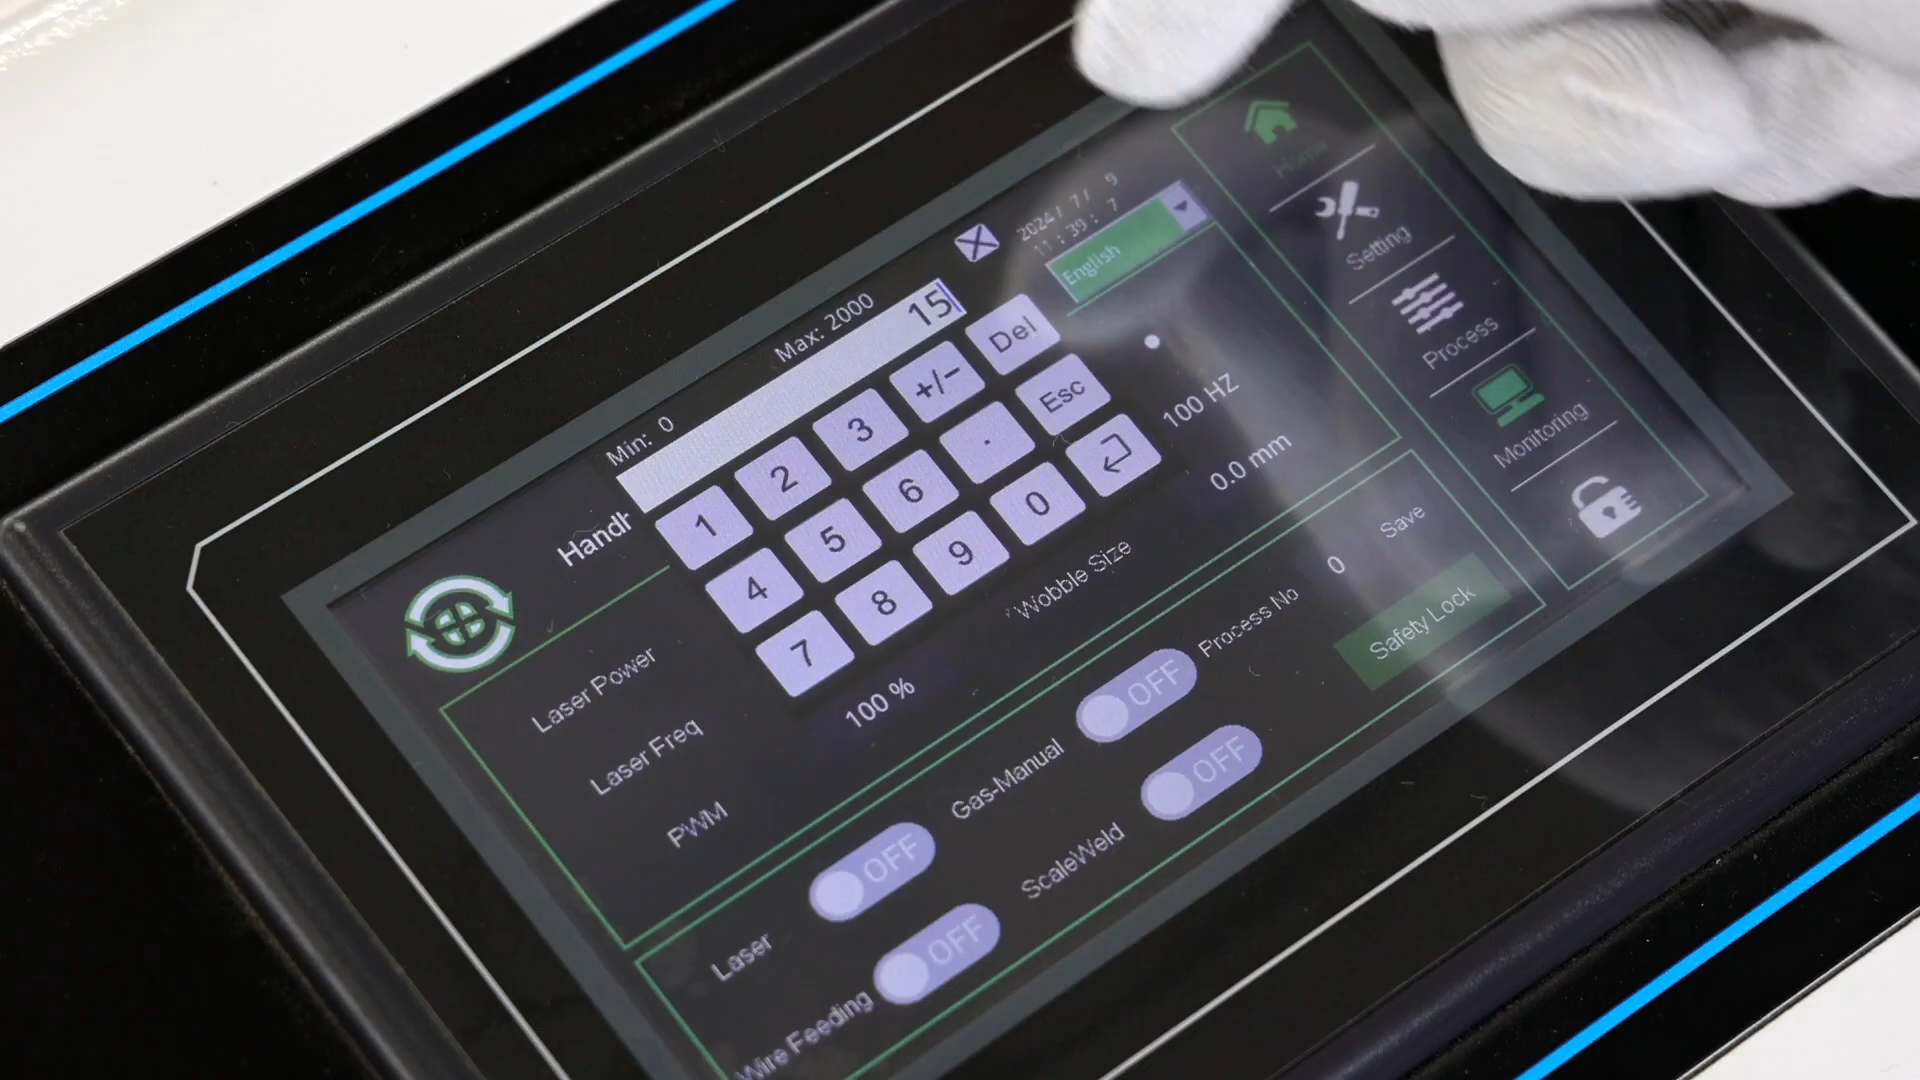 2024/ 7/ 9
11 : 39 : 7
English
Min: 0 Max: 2000
15
1 2 3 +/− Del
4 5 6 . Esc
7 8 9 0
Laser Power
Laser Freq
PWM 100 %
100 HZ
Wobble Size 0.0 mm
Laser OFF
Gas-Manual OFF
Process No 0 Save
Wire Feeding OFF
ScaleWeld OFF
Safety Lock
Home
Setting
Process
Monitoring